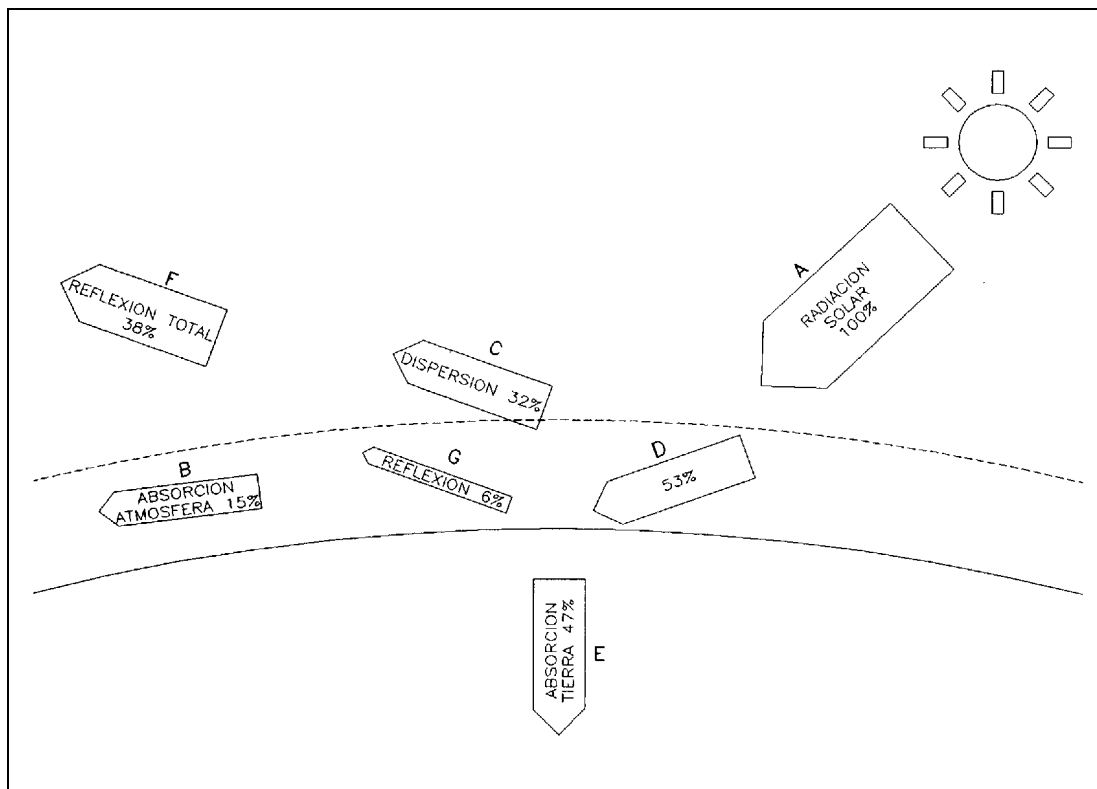 A
RADIACION
SOLAR
100%
F
REFLEXION TOTAL
38%
C
DISPERSION 32%
D
53%
G
REFLEXION 6%
B
ABSORCION
ATMOSFERA 15%
ABSORCION
TIERRA 47%
E